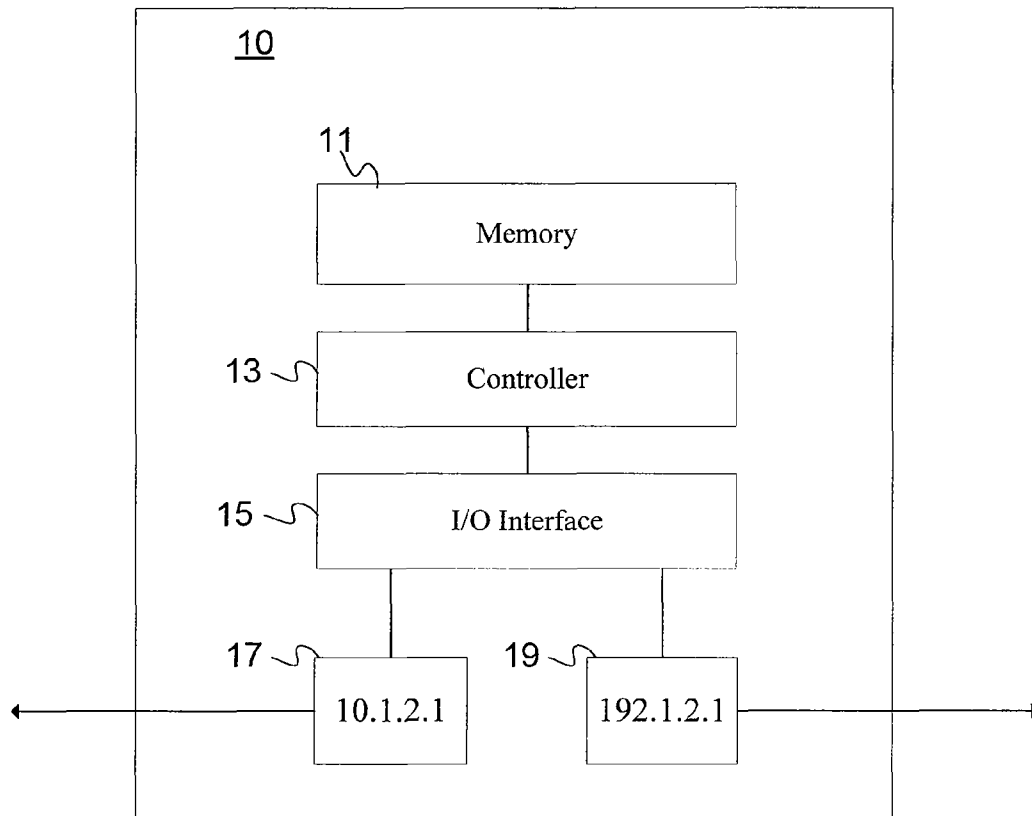 10
11
Memory
13
Controller
15
I/O Interface
17
19
10.1.2.1
192.1.2.1